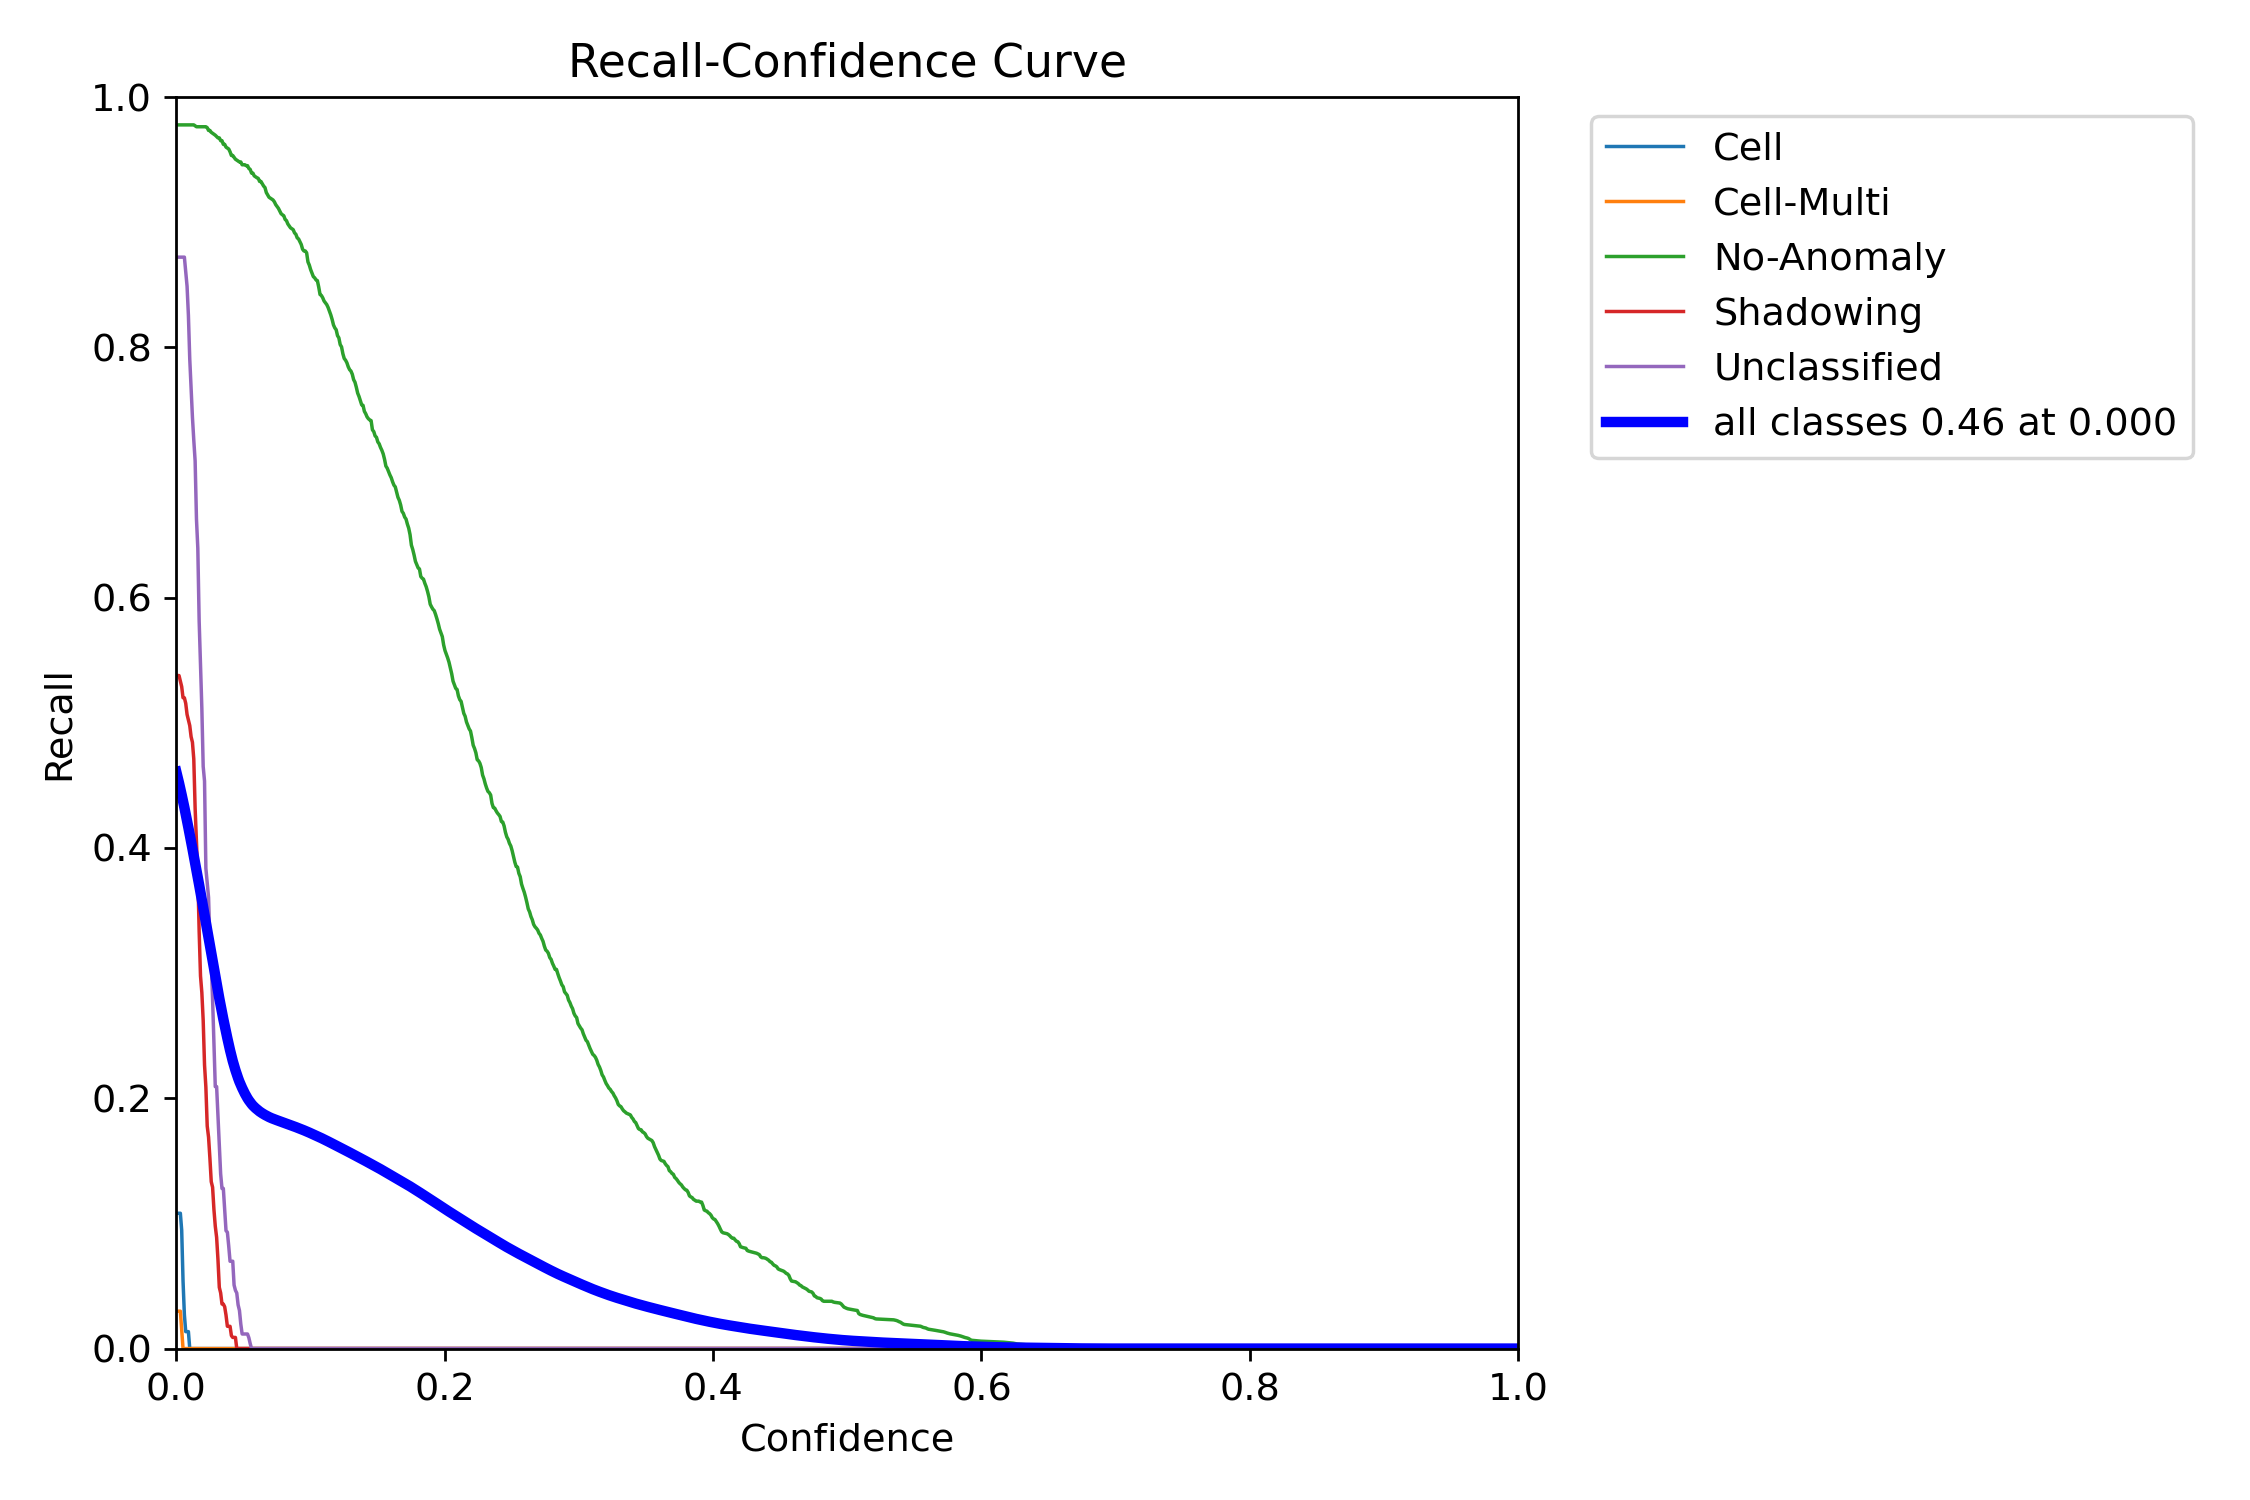 Recall-Confidence Curve
1.0
0.8
0.6
0.4
0.2
0.0
Recall
0.0 0.2 0.4 0.6 0.8 1.0
Confidence
Cell
Cell-Multi
No-Anomaly
Shadowing
Unclassified
all classes 0.46 at 0.000